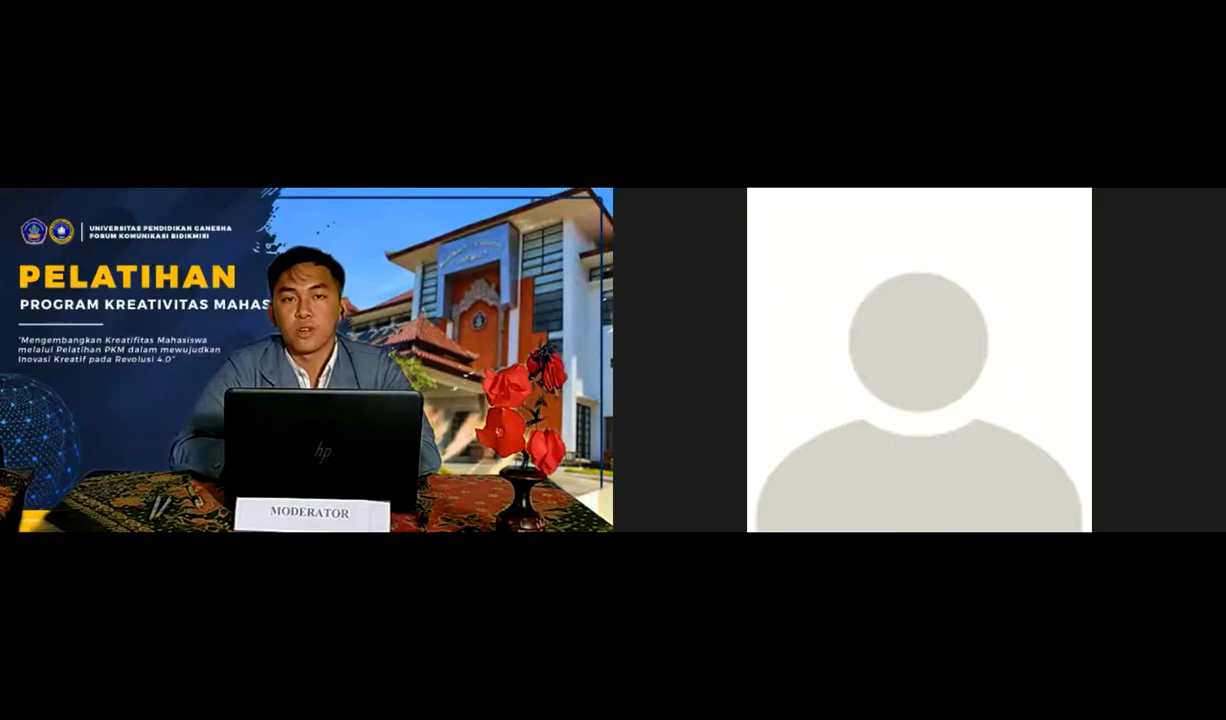 UNIVERSITAS PENDIDIKAN GANESHA
FORUM KOMUNIKASI BIDIKMISI
PELATIHAN
PROGRAM KREATIVITAS MAHAS
"Mengembangkan Kreatifitas Mahasiswa
melalui Pelatihan PKM dalam mewujudkan
Inovasi Kreatif pada Revolusi 4.0"
hp
MODERATOR